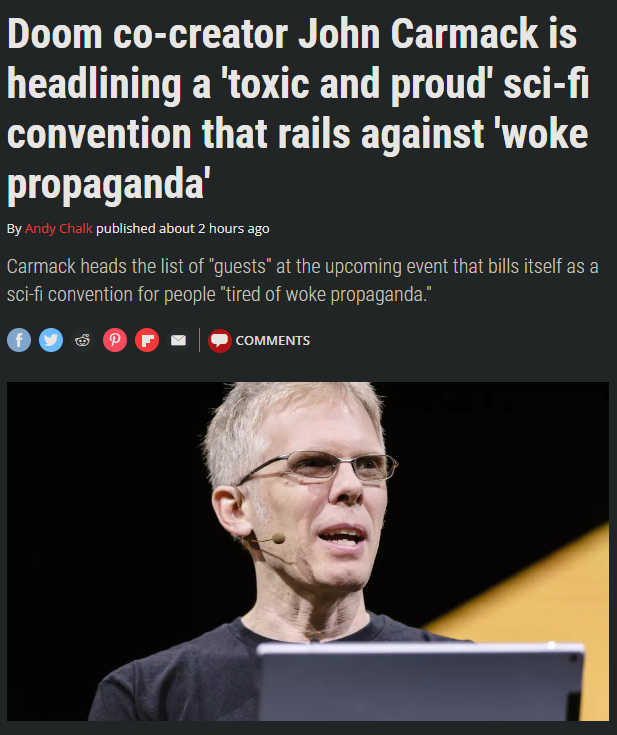 Doom co-creator John Carmack is
headlining a 'toxic and proud' sci-fi
convention that rails against 'woke
propaganda'
By Andy Chalk published about 2 hours ago
Carmack heads the list of "guests" at the upcoming event that bills itself as a
sci-fi convention for people "tired of woke propaganda."
COMMENTS